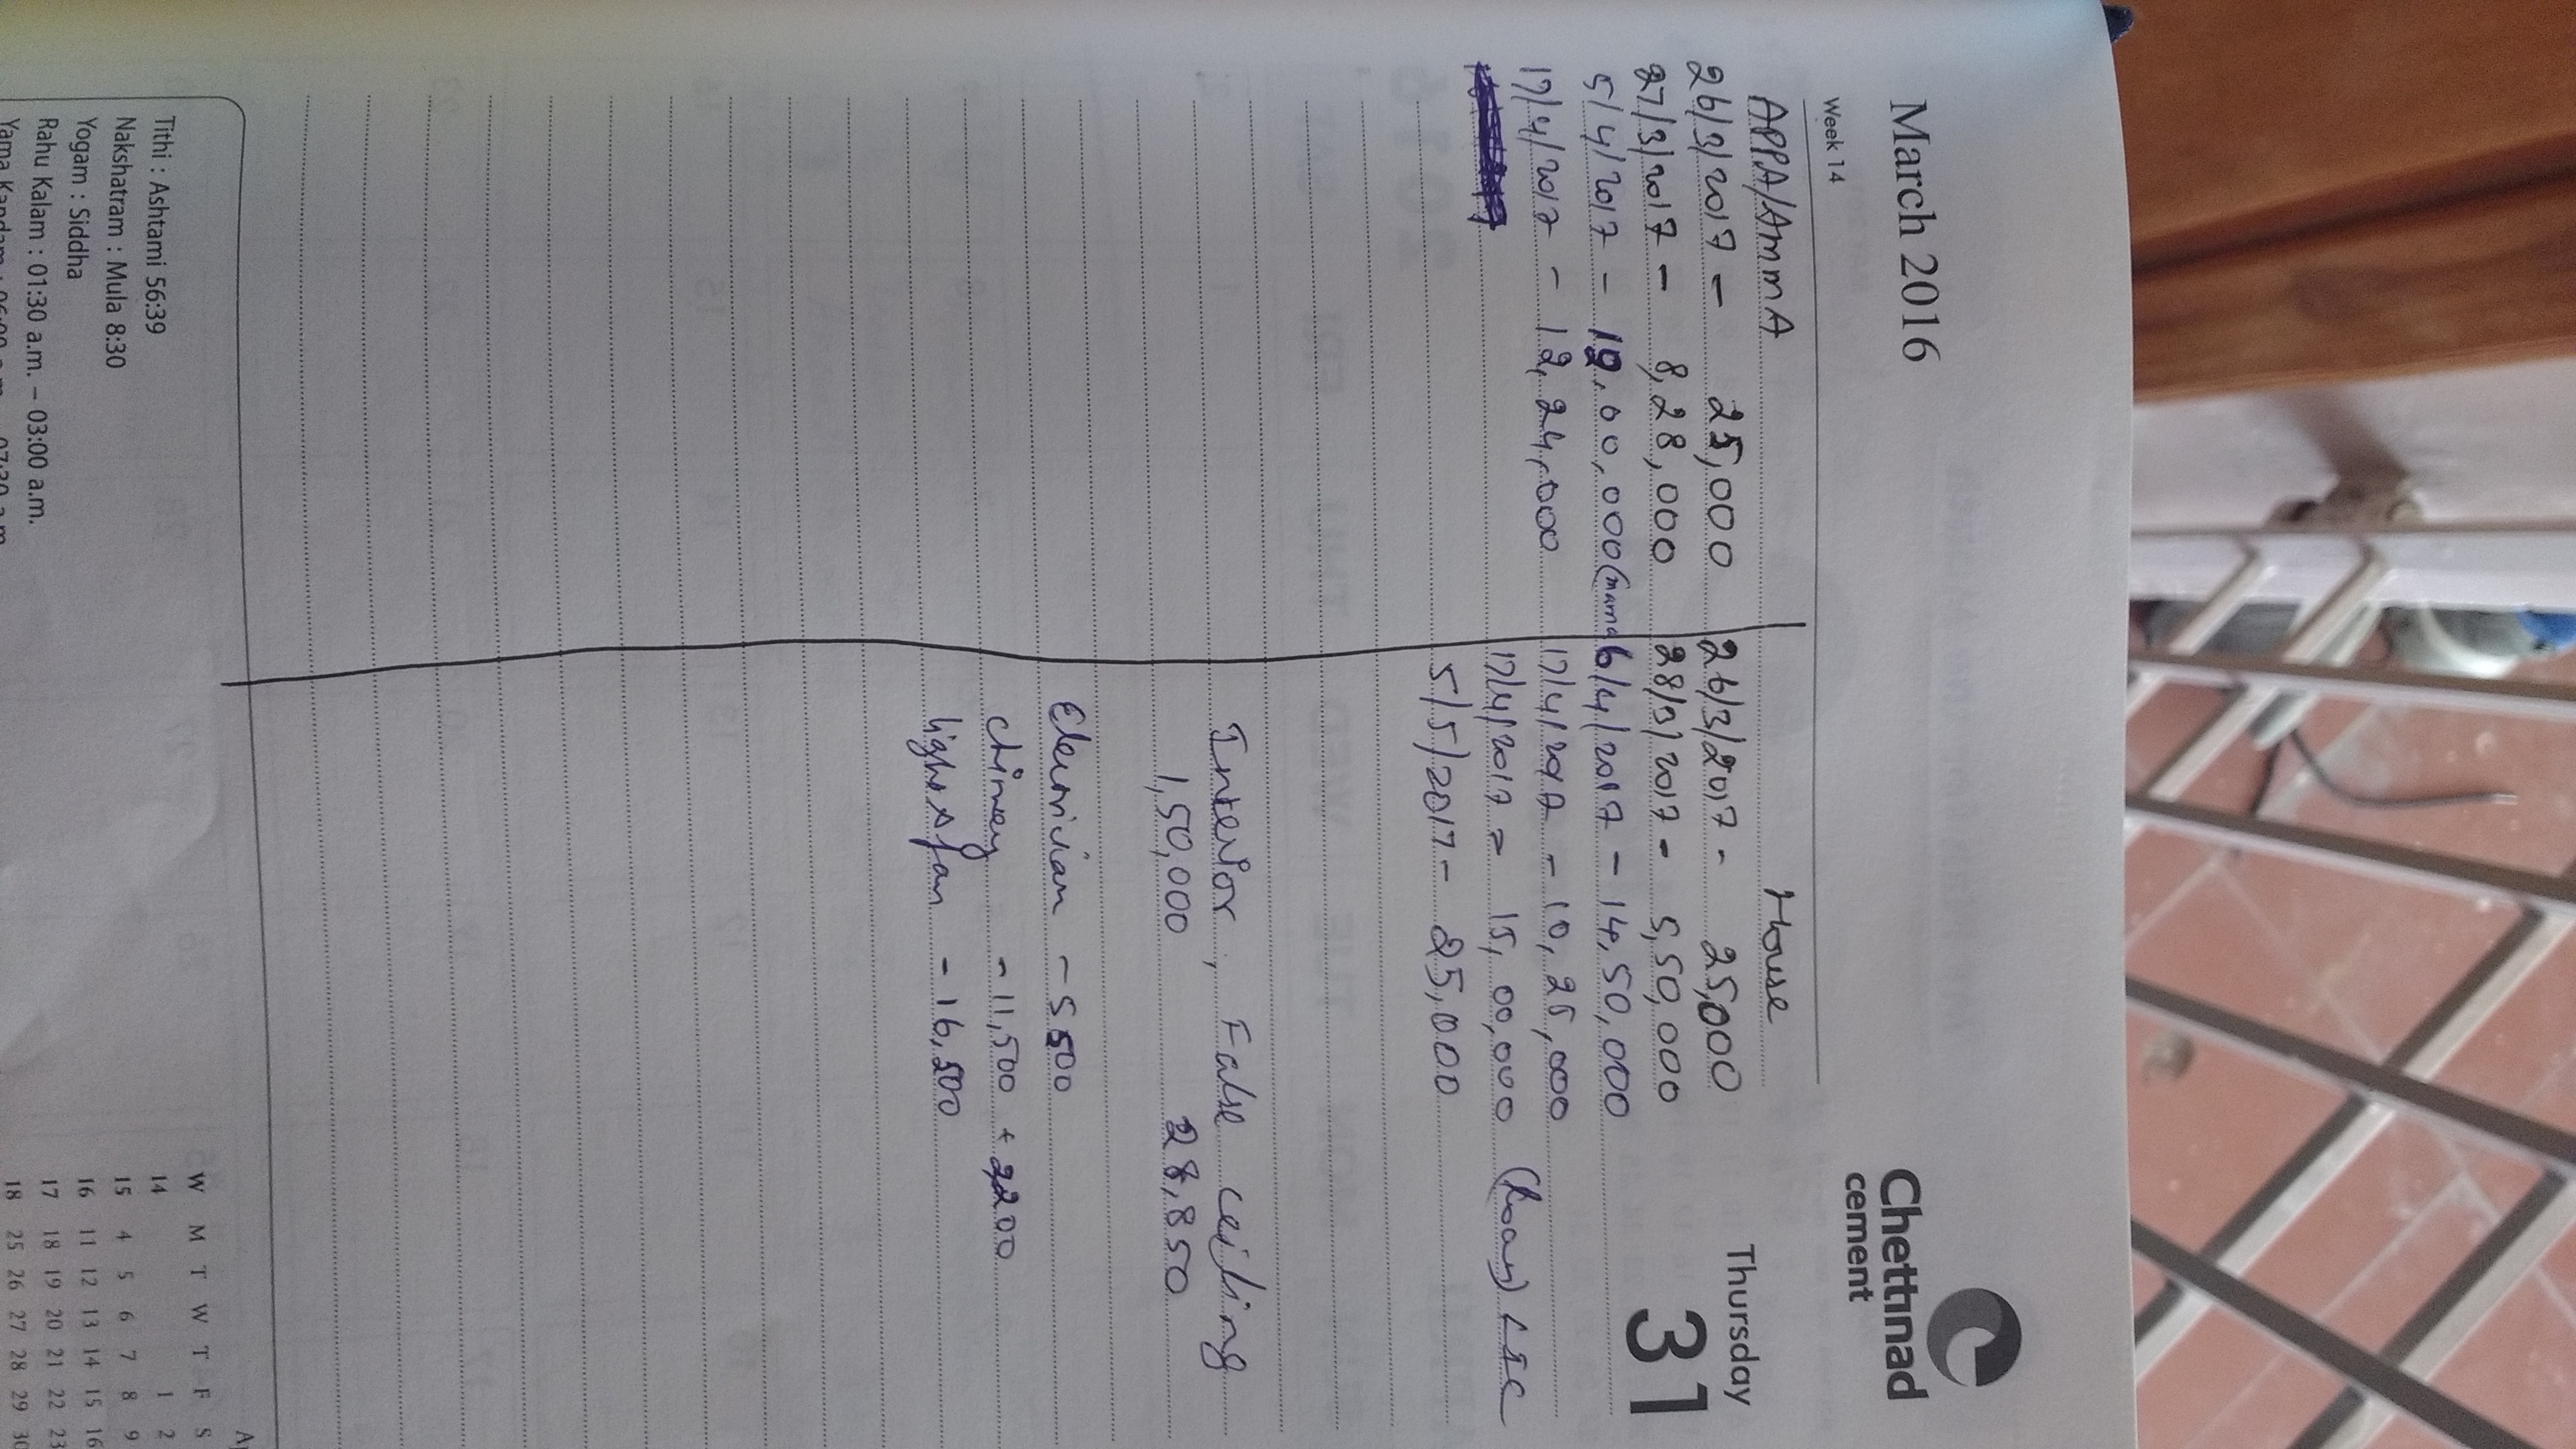 March 2016
Chettinad
cement
Week 14
Thursday
31
APPA/AmmA
House
26/3/2017 - 25,000
26/3/2017 - 25,000
27/3/2017 - 8,28,000
28/3/2017 - 5,50,000
5/4/2017 - 12,00,000 (mama
6/4/2017 - 14,50,000
17/4/2017 - 12,24,000
17/4/2017 - 10,25,000
17/4/2017 = 15,00,000 (Loan) LIC
5/5/2017 - 25,000
Interior, False ceiling
1,50,000 28,850
Electrician - 5500
chimney - 11,500 + 2200
lights & fan - 16,500
Tithi : Ashtami 56:39
Nakshatram : Mula 8:30
Yogam : Siddha
Rahu Kalam : 01:30 a.m. – 03:00 a.m.
W M T W T F S
14 1 2
15 4 5 6 7 8 9
16 11 12 13 14 15 16
17 18 19 20 21 22 23
18 25 26 27 28 29 30